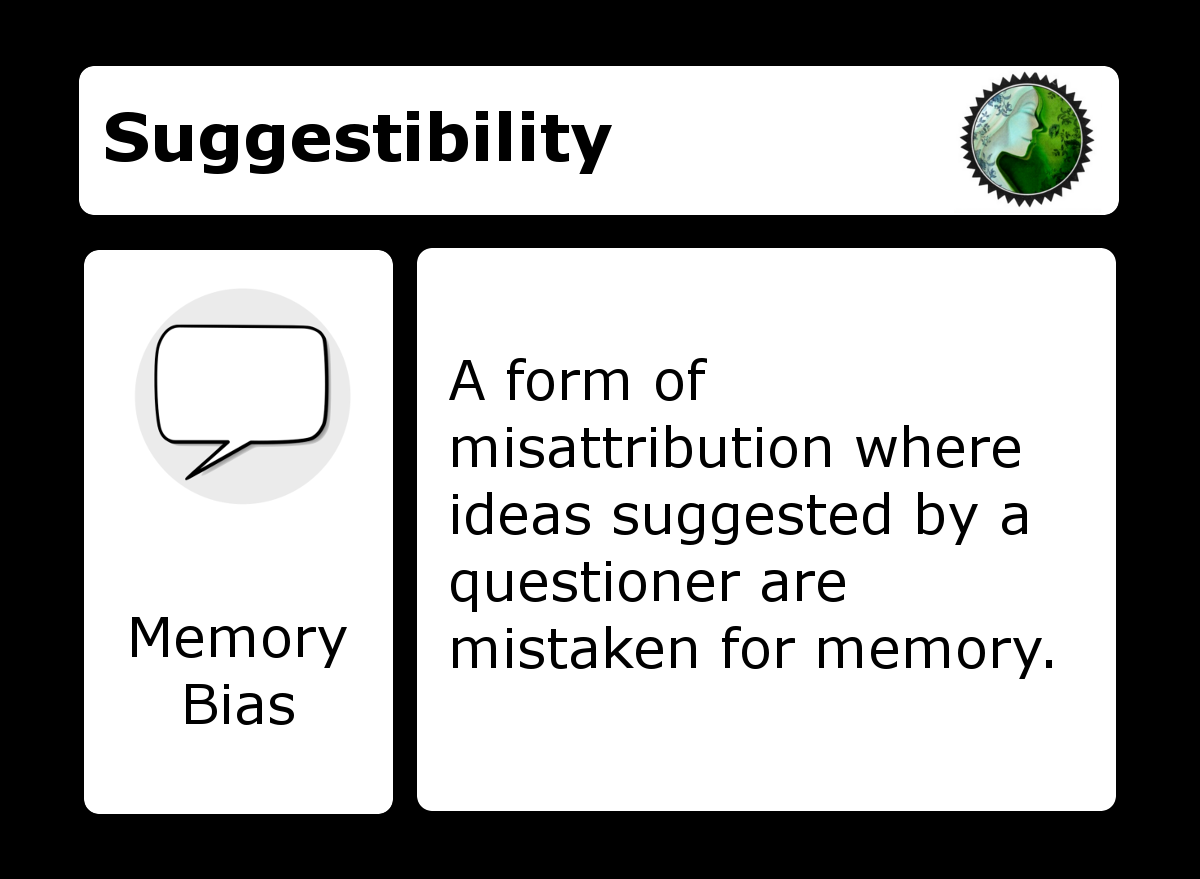 Suggestibility
Memory
Bias
A form of
misattribution where
ideas suggested by a
questioner are
mistaken for memory.